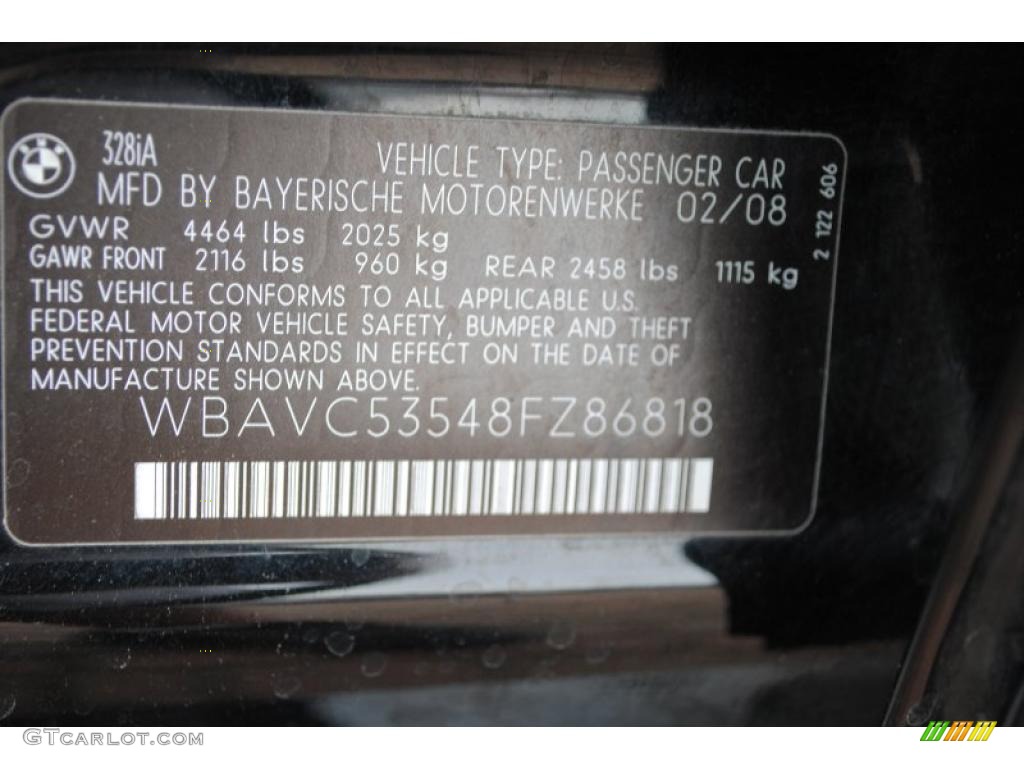 328iA
VEHICLE TYPE: PASSENGER CAR
MFD BY BAYERISCHE MOTORENWERKE 02/08
GVWR 4464 lbs 2025 kg
GAWR FRONT 2116 lbs 960 kg REAR 2458 lbs 1115 kg
THIS VEHICLE CONFORMS TO ALL APPLICABLE U.S.
FEDERAL MOTOR VEHICLE SAFETY, BUMPER AND THEFT
PREVENTION STANDARDS IN EFFECT ON THE DATE OF
MANUFACTURE SHOWN ABOVE.
WBAVC53548FZ86818
2 122 606
GTcarlot.com